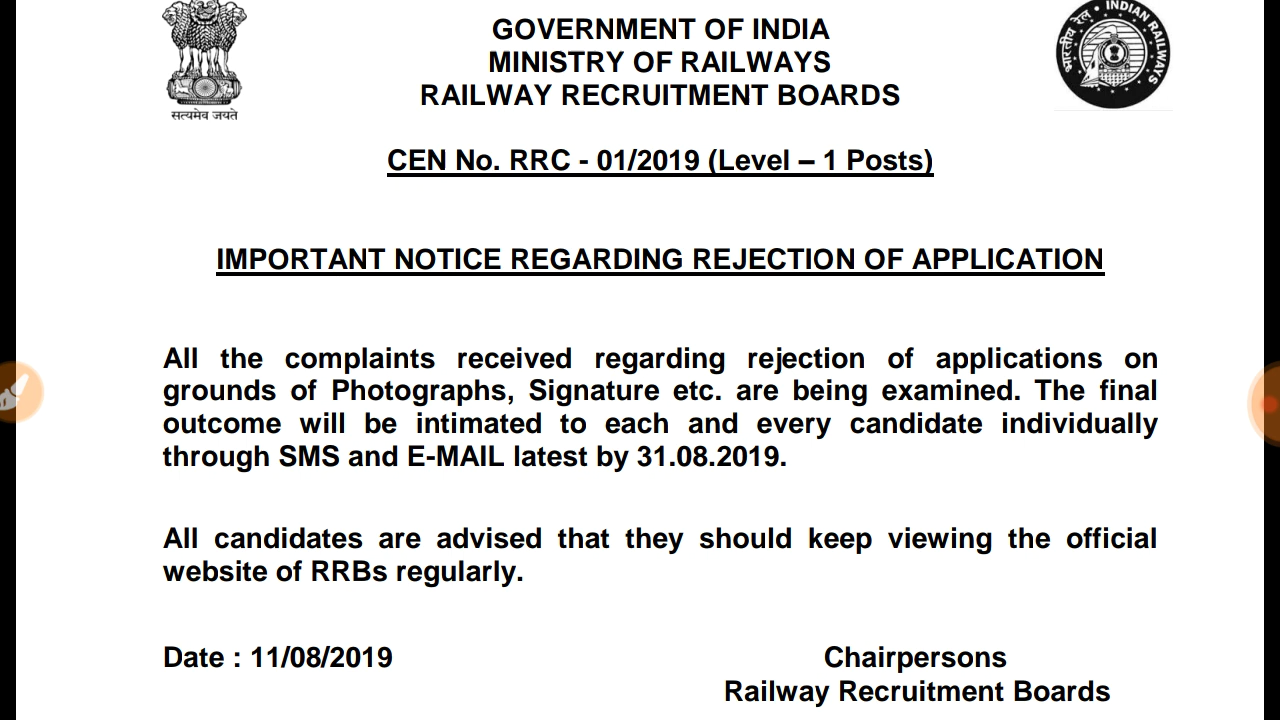 GOVERNMENT OF INDIA
MINISTRY OF RAILWAYS
RAILWAY RECRUITMENT BOARDS
सत्यमेव जयते
भारतीय रेल • INDIAN RAILWAYS
CEN No. RRC - 01/2019 (Level – 1 Posts)
IMPORTANT NOTICE REGARDING REJECTION OF APPLICATION
All the complaints received regarding rejection of applications on
grounds of Photographs, Signature etc. are being examined. The final
outcome will be intimated to each and every candidate individually
through SMS and E-MAIL latest by 31.08.2019.
All candidates are advised that they should keep viewing the official
website of RRBs regularly.
Date : 11/08/2019
Chairpersons
Railway Recruitment Boards